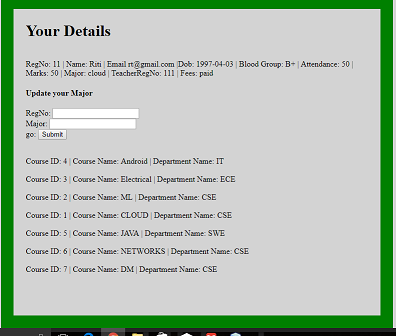 Your Details
RegNo: 11 | Name: Riti | Email rt@gmail.com |Dob: 1997-04-03 | Blood Group: B+ | Attendance: 50 |
Marks: 50 | Major: cloud | TeacherRegNo: 111 | Fees: paid
Update your Major
RegNo:
Major:
go: Submit
Course ID: 4 | Course Name: Android | Department Name: IT
Course ID: 3 | Course Name: Electrical | Department Name: ECE
Course ID: 2 | Course Name: ML | Department Name: CSE
Course ID: 1 | Course Name: CLOUD | Department Name: CSE
Course ID: 5 | Course Name: JAVA | Department Name: SWE
Course ID: 6 | Course Name: NETWORKS | Department Name: CSE
Course ID: 7 | Course Name: DM | Department Name: CSE